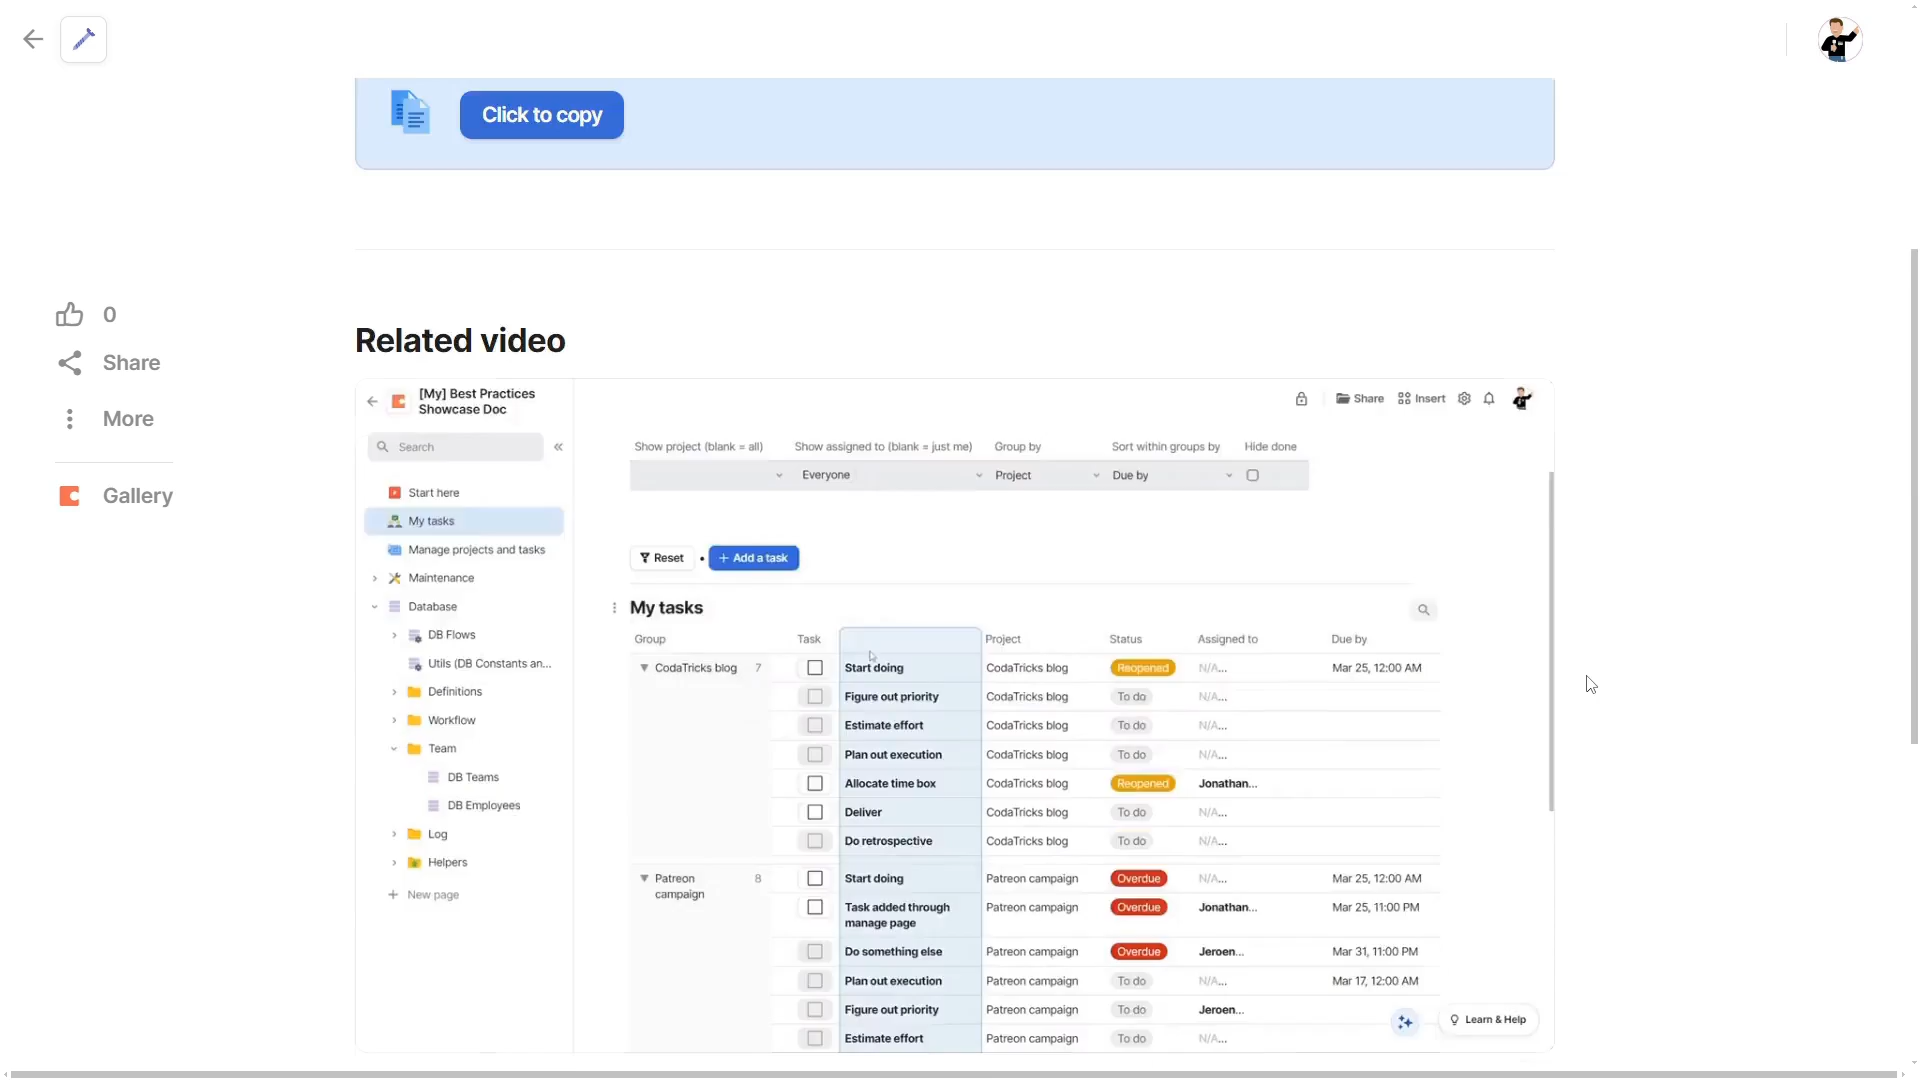 Click to copy
0
Share
More
Gallery
Related video
[My] Best Practices
Showcase Doc
Share
Insert
Search
Start here
My tasks
Manage projects and tasks
Maintenance
Database
DB Flows
Utils (DB Constants an...
Definitions
Workflow
Team
DB Teams
DB Employees
Log
Helpers
New page
Show project (blank = all) Show assigned to (blank = just me) Group by Sort within groups by Hide done
Everyone Project Due by
Reset • + Add a task
My tasks
Group Task Project Status Assigned to Due by
CodaTricks blog 7 Start doing CodaTricks blog Reopened N/A... Mar 25, 12:00 AM
Figure out priority CodaTricks blog To do N/A...
Estimate effort CodaTricks blog To do N/A...
Plan out execution CodaTricks blog To do N/A...
Allocate time box CodaTricks blog Reopened Jonathan...
Deliver CodaTricks blog To do N/A...
Do retrospective CodaTricks blog To do N/A...
Patreon campaign 8 Start doing Patreon campaign Overdue N/A... Mar 25, 12:00 AM
Task added through manage page Patreon campaign Overdue Jonathan... Mar 25, 11:00 PM
Do something else Patreon campaign Overdue Jeroen... Mar 31, 11:00 PM
Plan out execution Patreon campaign To do N/A... Mar 17, 12:00 AM
Figure out priority Patreon campaign To do Jeroen...
Estimate effort Patreon campaign To do N/A...
Learn & Help